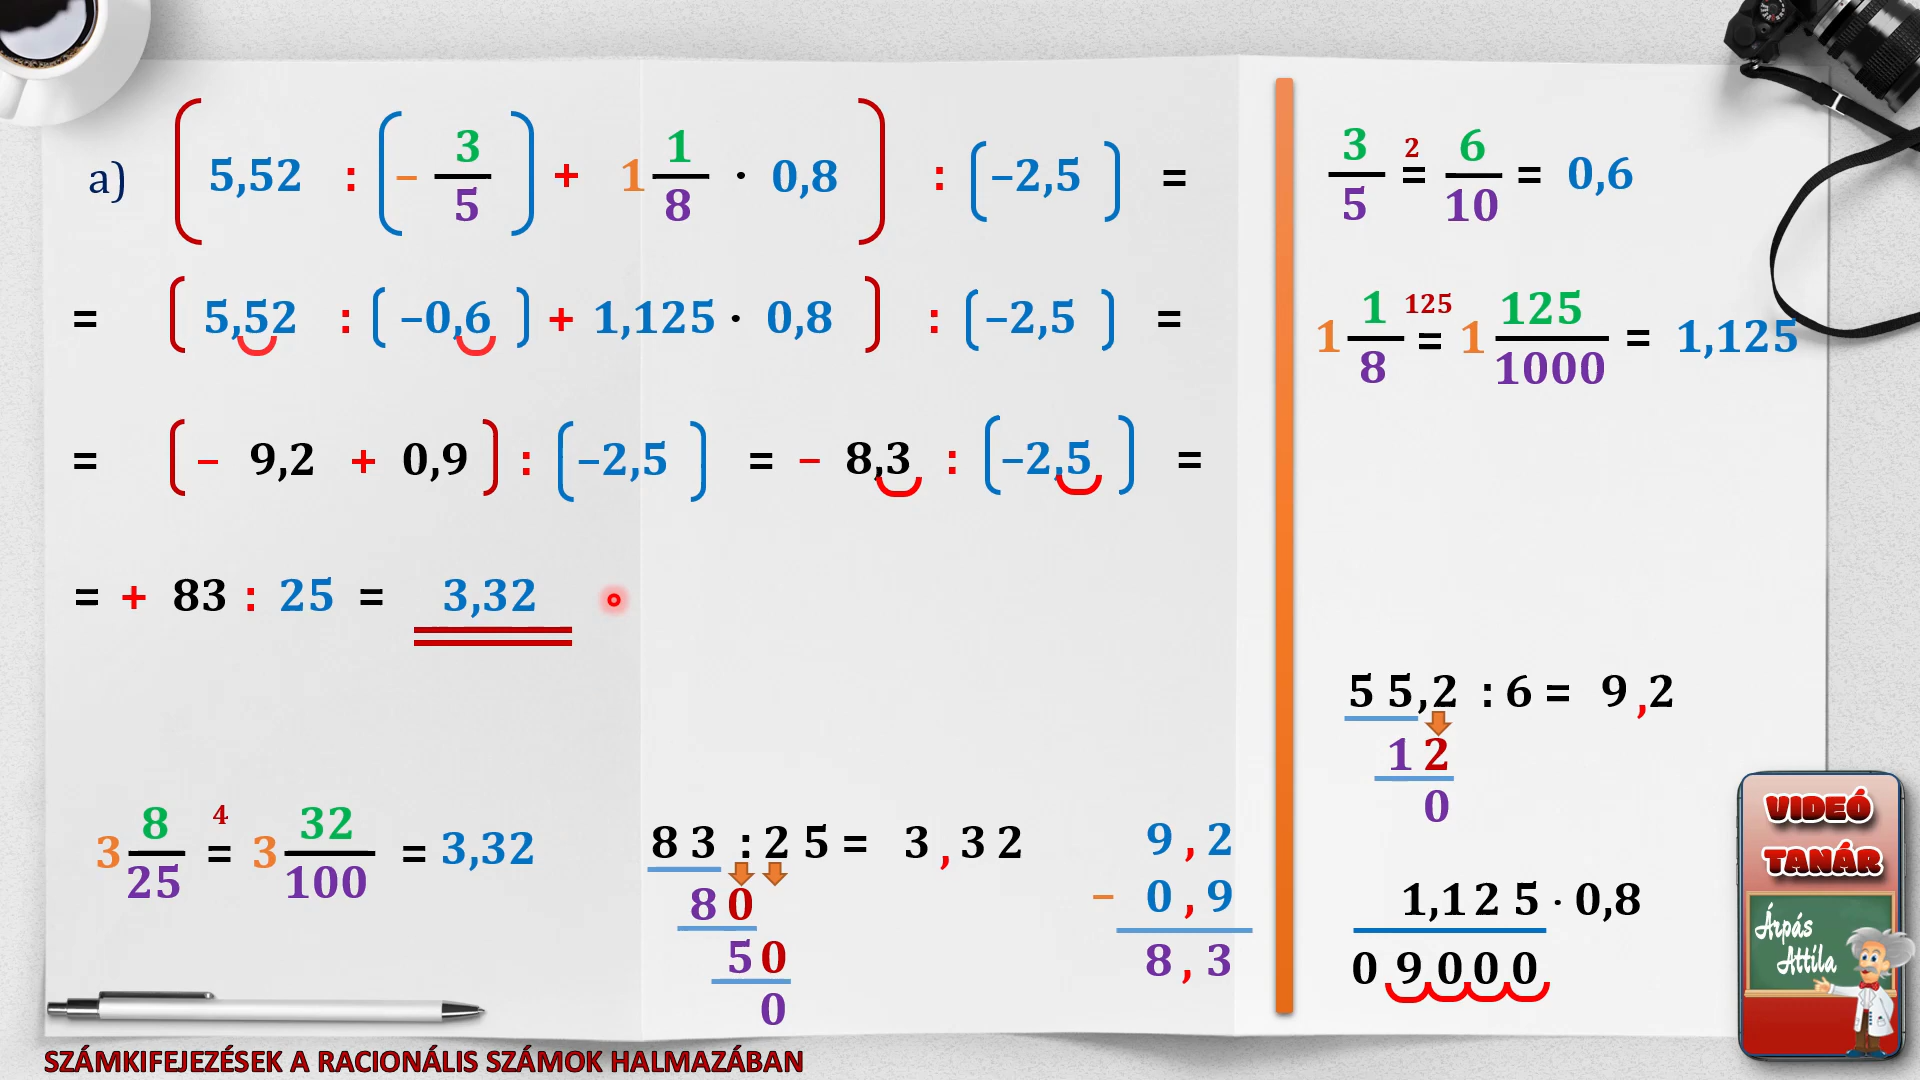 a) ( 5,52 : ( − 3/5 ) + 1 1/8 · 0,8 ) : ( −2,5 ) =
= ( 5,52 : ( −0,6 ) + 1,125 · 0,8 ) : ( −2,5 ) =
= ( − 9,2 + 0,9 ) : ( −2,5 ) = − 8,3 : ( −2,5 ) =
= + 83 : 25 = 3,32
3 8/25 =⁴ 3 32/100 = 3,32
83 : 25 = 3,32
80
50
0
9,2
− 0,9
8,3
3/5 =² 6/10 = 0,6
1 1/8 =¹²⁵ 1 125/1000 = 1,125
55,2 : 6 = 9,2
12
0
1,125 · 0,8
09000
VIDEÓ
TANÁR
Árpás
Attila
SZÁMKIFEJEZÉSEK A RACIONÁLIS SZÁMOK HALMAZÁBAN